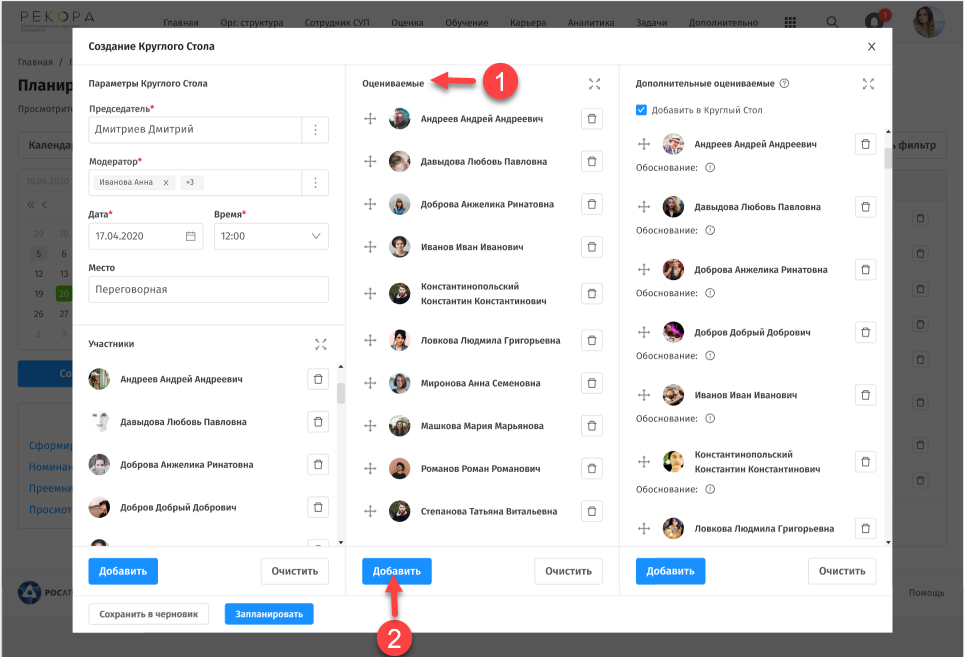 РЕКОРА
Главная Орг. структура Сотрудник СУП Оценка Обучение Карьера Аналитика Задачи Дополнительно
1
Создание Круглого Стола
Главная /
Планир
Просмотрит
Календа
фильтр
16.04.2020
29 30
5 6
12 13
19 20
26 27
2 3
Со
Сформир
Номинан
Преемни
Просмот
Параметры Круглого Стола
Председатель*
Дмитриев Дмитрий
Модератор*
Иванова Анна x +3
Дата* Время*
17.04.2020 12:00
Место
Переговорная
Участники
Андреев Андрей Андреевич
Давыдова Любовь Павловна
Доброва Анжелика Ринатовна
Добров Добрый Добрович
Добавить Очистить
Оцениваемые
1
Андреев Андрей Андреевич
Давыдова Любовь Павловна
Доброва Анжелика Ринатовна
Иванов Иван Иванович
Константинопольский
Константин Константинович
Ловкова Людмила Григорьевна
Миронова Анна Семеновна
Машкова Мария Марьянова
Романов Роман Романович
Степанова Татьяна Витальевна
Добавить Очистить
2
Дополнительные оцениваемые
Добавить в Круглый Стол
Андреев Андрей Андреевич
Обоснование:
Давыдова Любовь Павловна
Обоснование:
Доброва Анжелика Ринатовна
Обоснование:
Добров Добрый Добрович
Обоснование:
Иванов Иван Иванович
Обоснование:
Константинопольский
Константин Константинович
Обоснование:
Ловкова Людмила Григорьевна
Добавить Очистить
Сохранить в черновик Запланировать
РОСАТ
Помощь